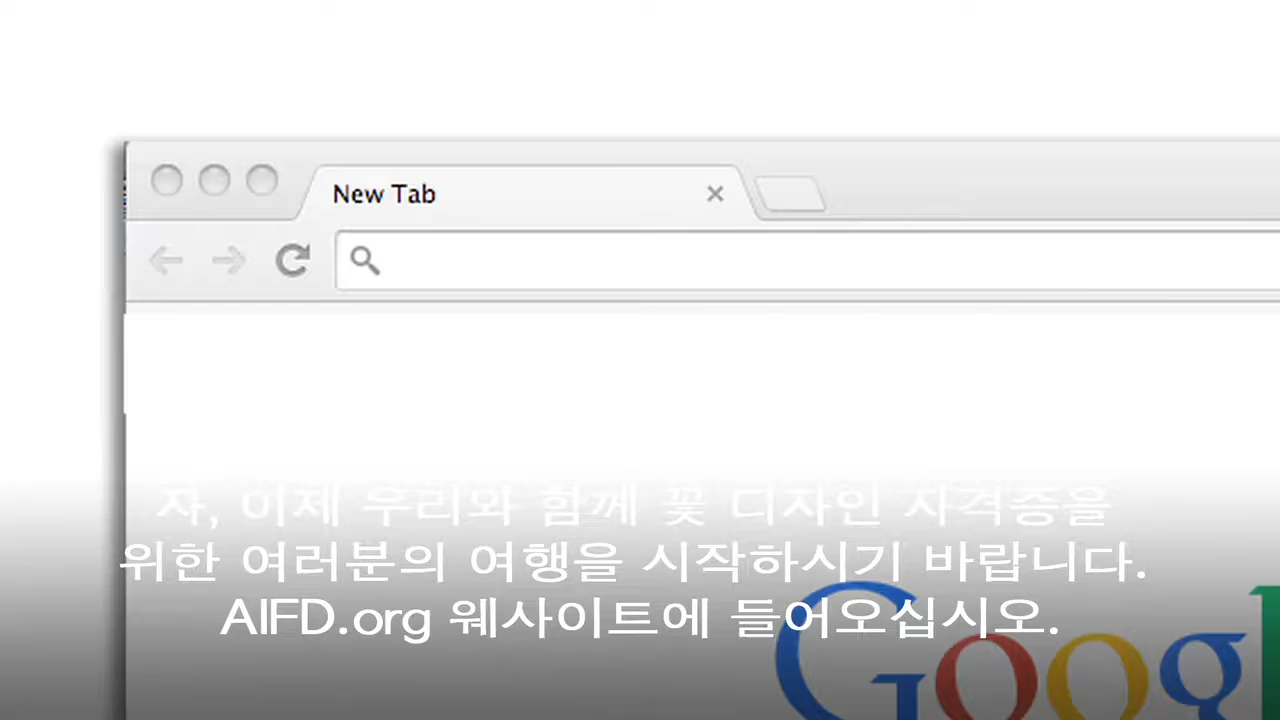 New Tab
자, 이제 우리와 함께 꽃 디자인 자격증을
위한 여러분의 여행을 시작하시기 바랍니다.
AIFD.org 웨사이트에 들어오십시오.
Googl